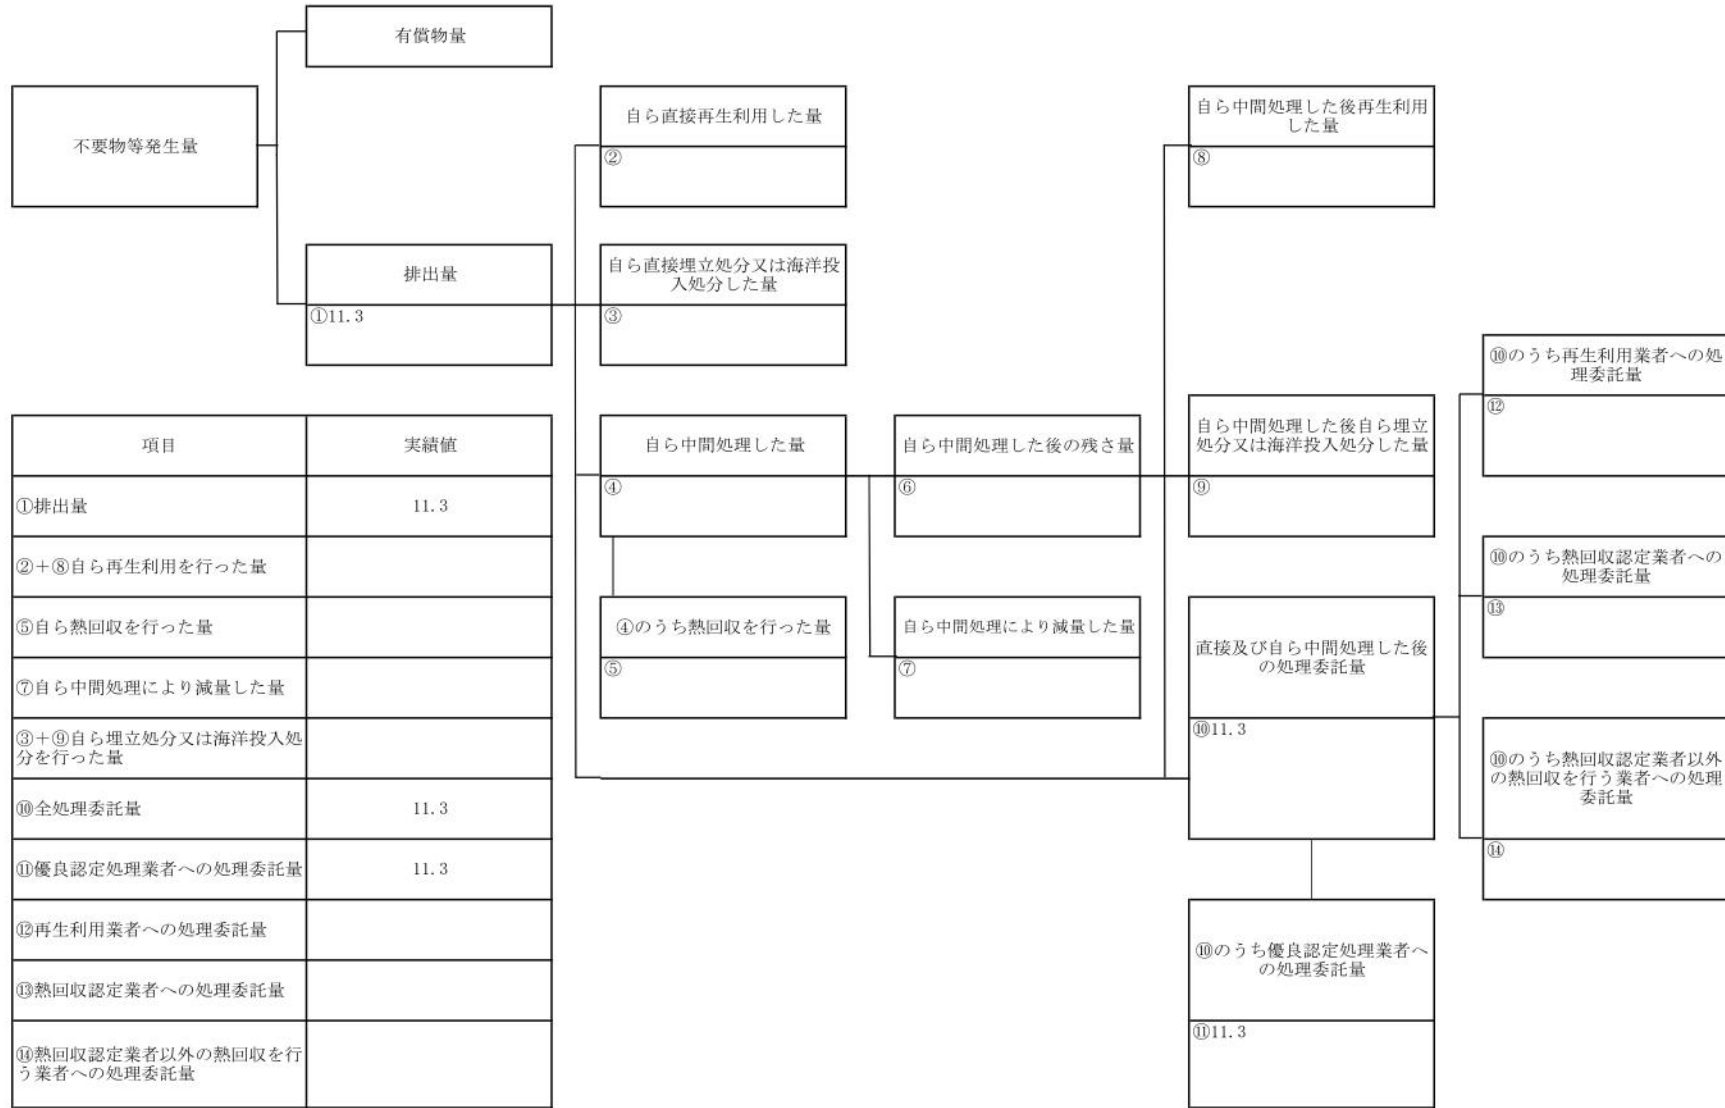 有償物量
不要物等発生量
自ら直接再生利用した量
②
自ら中間処理した後再生利用
した量
⑧
排出量
①11.3
自ら直接埋立処分又は海洋投
入処分した量
③
⑩のうち再生利用業者への処
理委託量
⑫
自ら中間処理した量
④
自ら中間処理した後の残さ量
⑥
自ら中間処理した後自ら埋立
処分又は海洋投入処分した量
⑨
⑩のうち熱回収認定業者への
処理委託量
⑬
④のうち熱回収を行った量
⑤
自ら中間処理により減量した量
⑦
直接及び自ら中間処理した後
の処理委託量
⑩11.3
⑩のうち熱回収認定業者以外
の熱回収を行う業者への処理
委託量
⑭
⑩のうち優良認定処理業者へ
の処理委託量
⑪11.3
項目 実績値
①排出量 11.3
②+⑧自ら再生利用を行った量
⑤自ら熱回収を行った量
⑦自ら中間処理により減量した量
③+⑨自ら埋立処分又は海洋投入処
分を行った量
⑩全処理委託量 11.3
⑪優良認定処理業者への処理委託量 11.3
⑫再生利用業者への処理委託量
⑬熱回収認定業者への処理委託量
⑭熱回収認定業者以外の熱回収を行
う業者への処理委託量